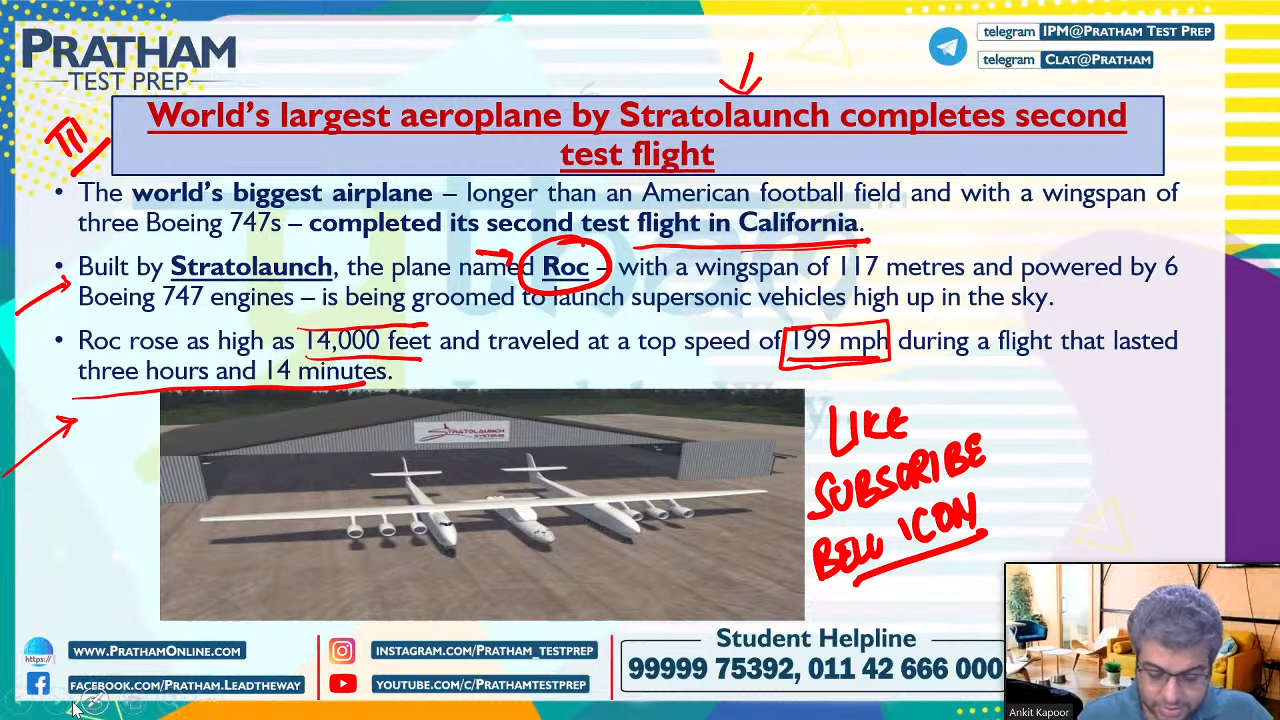 PRATHAM
TEST PREP
telegram IPM@PRATHAM TEST PREP
telegram CLAT@PRATHAM
World's largest aeroplane by Stratolaunch completes second
test flight
• The world's biggest airplane – longer than an American football field and with a wingspan of
three Boeing 747s – completed its second test flight in California.
• Built by Stratolaunch, the plane named Roc – with a wingspan of 117 metres and powered by 6
Boeing 747 engines – is being groomed to launch supersonic vehicles high up in the sky.
• Roc rose as high as 14,000 feet and traveled at a top speed of 199 mph during a flight that lasted
three hours and 14 minutes.
STRATOLAUNCH
SYSTEMS
LIKE
SUBSCRIBE
BELL ICON
https://
WWW.PRATHAMONLINE.COM
FACEBOOK.COM/PRATHAM.LEADTHEWAY
INSTAGRAM.COM/PRATHAM_TESTPREP
YOUTUBE.COM/C/PRATHAMTESTPREP
Student Helpline
99999 75392, 011 42 666 000
Ankit Kapoor